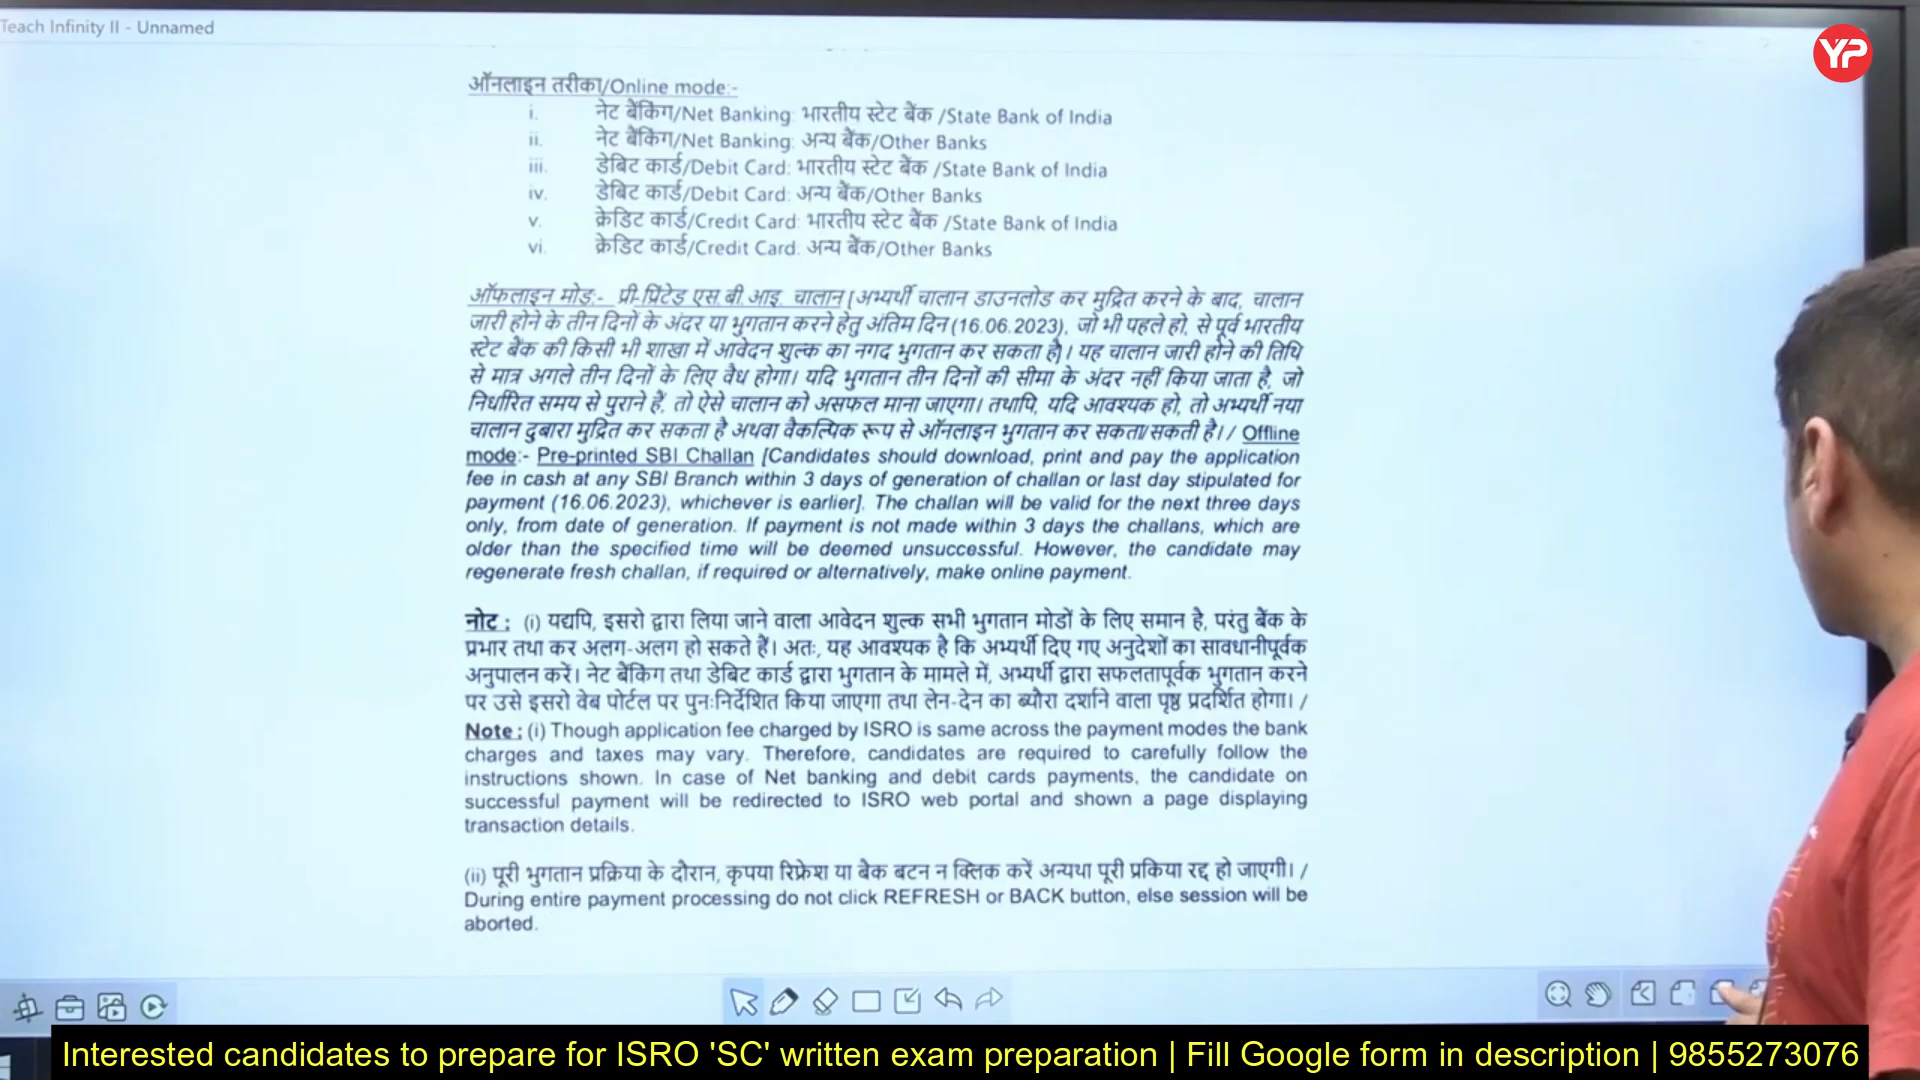 Teach Infinity II - Unnamed
YP
ऑनलाइन तरीका/Online mode:-
i. नेट बैंकिंग/Net Banking: भारतीय स्टेट बैंक /State Bank of India
ii. नेट बैंकिंग/Net Banking: अन्य बैंक/Other Banks
iii. डेबिट कार्ड/Debit Card: भारतीय स्टेट बैंक /State Bank of India
iv. डेबिट कार्ड/Debit Card: अन्य बैंक/Other Banks
v. क्रेडिट कार्ड/Credit Card: भारतीय स्टेट बैंक /State Bank of India
vi. क्रेडिट कार्ड/Credit Card: अन्य बैंक/Other Banks
ऑफलाइन मोड:- प्री-प्रिंटेड एस.बी.आइ. चालान [अभ्यर्थी चालान डाउनलोड कर मुद्रित करने के बाद, चालान
जारी होने के तीन दिनों के अंदर या भुगतान करने हेतु अंतिम दिन (16.06.2023), जो भी पहले हो, से पूर्व भारतीय
स्टेट बैंक की किसी भी शाखा में आवेदन शुल्क का नगद भुगतान कर सकता है]। यह चालान जारी होने की तिथि
से मात्र अगले तीन दिनों के लिए वैध होगा। यदि भुगतान तीन दिनों की सीमा के अंदर नहीं किया जाता है, जो
निर्धारित समय से पुराने हैं, तो ऐसे चालान को असफल माना जाएगा। तथापि, यदि आवश्यक हो, तो अभ्यर्थी नया
चालान दुबारा मुद्रित कर सकता है अथवा वैकल्पिक रूप से ऑनलाइन भुगतान कर सकता/सकती है। / Offline
mode:- Pre-printed SBI Challan [Candidates should download, print and pay the application
fee in cash at any SBI Branch within 3 days of generation of challan or last day stipulated for
payment (16.06.2023), whichever is earlier]. The challan will be valid for the next three days
only, from date of generation. If payment is not made within 3 days the challans, which are
older than the specified time will be deemed unsuccessful. However, the candidate may
regenerate fresh challan, if required or alternatively, make online payment.
नोट : (i) यद्यपि, इसरो द्वारा लिया जाने वाला आवेदन शुल्क सभी भुगतान मोडों के लिए समान है, परंतु बैंक के
प्रभार तथा कर अलग-अलग हो सकते हैं। अतः, यह आवश्यक है कि अभ्यर्थी दिए गए अनुदेशों का सावधानीपूर्वक
अनुपालन करें। नेट बैंकिंग तथा डेबिट कार्ड द्वारा भुगतान के मामले में, अभ्यर्थी द्वारा सफलतापूर्वक भुगतान करने
पर उसे इसरो वेब पोर्टल पर पुनःनिर्देशित किया जाएगा तथा लेन-देन का ब्यौरा दर्शाने वाला पृष्ठ प्रदर्शित होगा। /
Note : (i) Though application fee charged by ISRO is same across the payment modes the bank
charges and taxes may vary. Therefore, candidates are required to carefully follow the
instructions shown. In case of Net banking and debit cards payments, the candidate on
successful payment will be redirected to ISRO web portal and shown a page displaying
transaction details.
(ii) पूरी भुगतान प्रक्रिया के दौरान, कृपया रिफ्रेश या बैक बटन न क्लिक करें अन्यथा पूरी प्रकिया रद्द हो जाएगी। /
During entire payment processing do not click REFRESH or BACK button, else session will be
aborted.
Interested candidates to prepare for ISRO 'SC' written exam preparation | Fill Google form in description | 9855273076